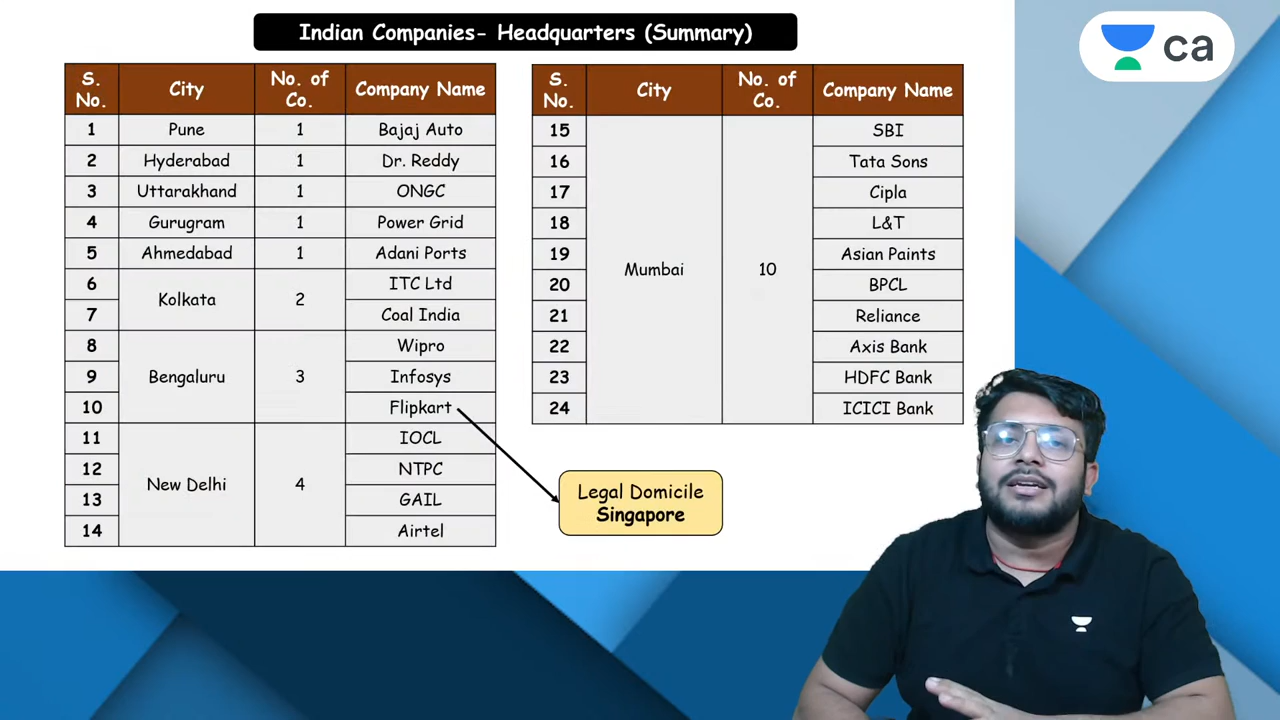 Indian Companies- Headquarters (Summary)
ca
S. No. City No. of Co. Company Name
1 Pune 1 Bajaj Auto
2 Hyderabad 1 Dr. Reddy
3 Uttarakhand 1 ONGC
4 Gurugram 1 Power Grid
5 Ahmedabad 1 Adani Ports
6 Kolkata 2 ITC Ltd
7 Coal India
8 Bengaluru 3 Wipro
9 Infosys
10 Flipkart
11 New Delhi 4 IOCL
12 NTPC
13 GAIL
14 Airtel
S. No. City No. of Co. Company Name
15 Mumbai 10 SBI
16 Tata Sons
17 Cipla
18 L&T
19 Asian Paints
20 BPCL
21 Reliance
22 Axis Bank
23 HDFC Bank
24 ICICI Bank
Legal Domicile
Singapore